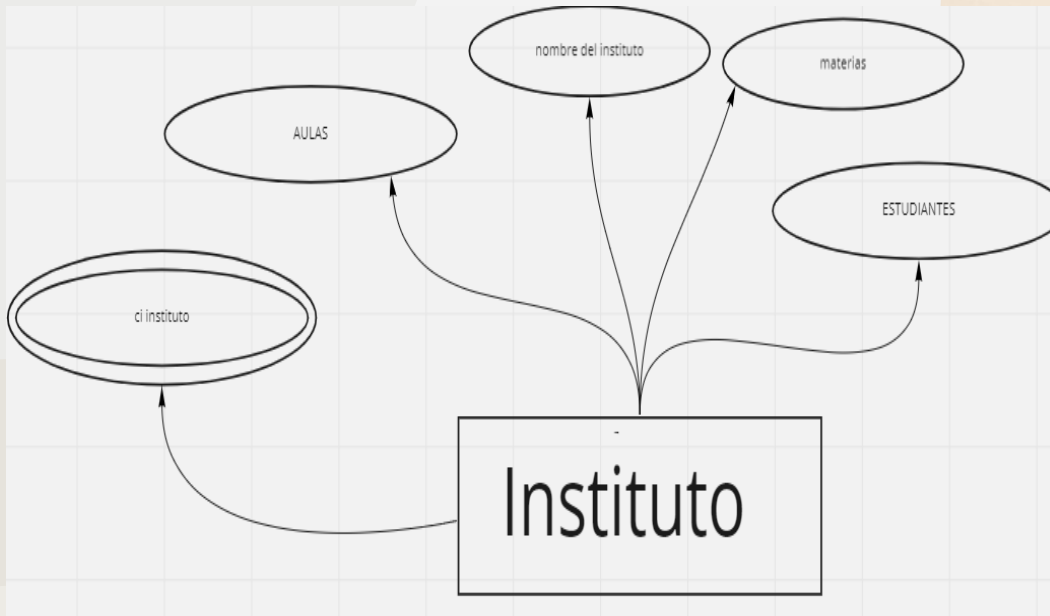 nombre del instituto
materias
AULAS
ESTUDIANTES
ci instituto
-
Instituto